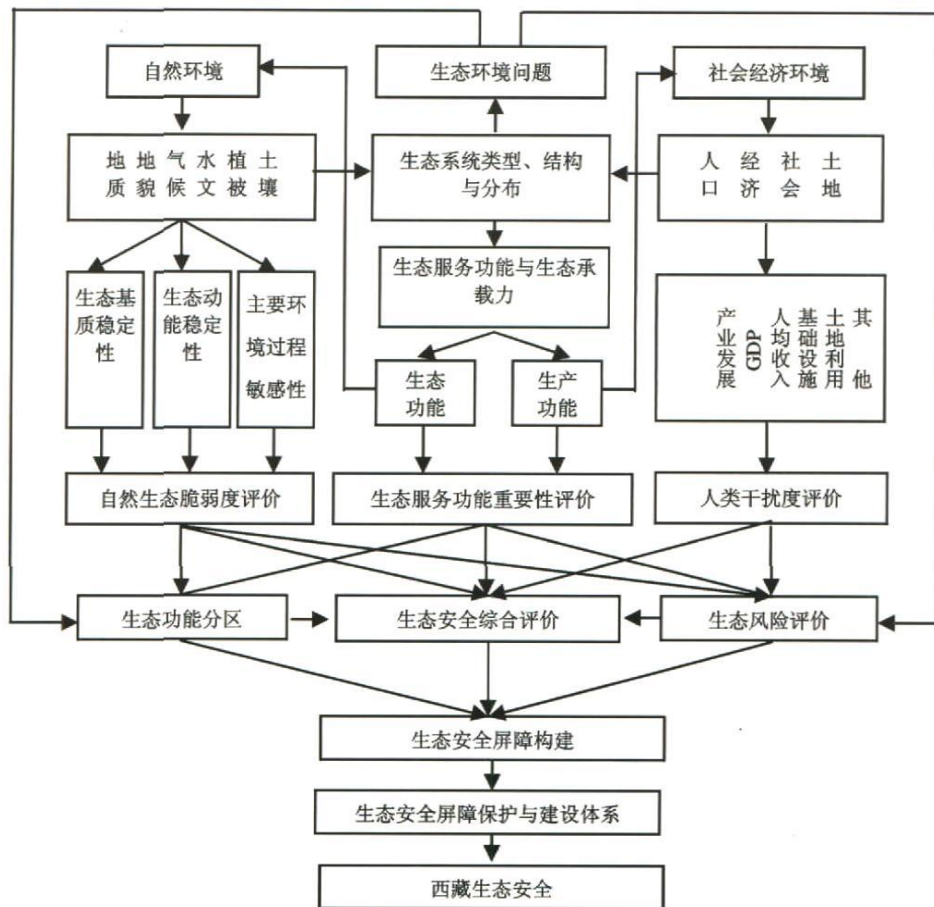 自然环境
生态环境问题
社会经济环境
地地气水植土
质貌候文被壤
生态系统类型、结构
与分布
人经社土
口济会地
生态服务功能与生态承
载力
生态基
质稳定
性
生态动
能稳定
性
主要环
境过程
敏感性
生态
功能
生产
功能
产业发展
GDP
人均收入
基础设施
土地利用
其他
自然生态脆弱度评价
生态服务功能重要性评价
人类干扰度评价
生态功能分区
生态安全综合评价
生态风险评价
生态安全屏障构建
生态安全屏障保护与建设体系
西藏生态安全